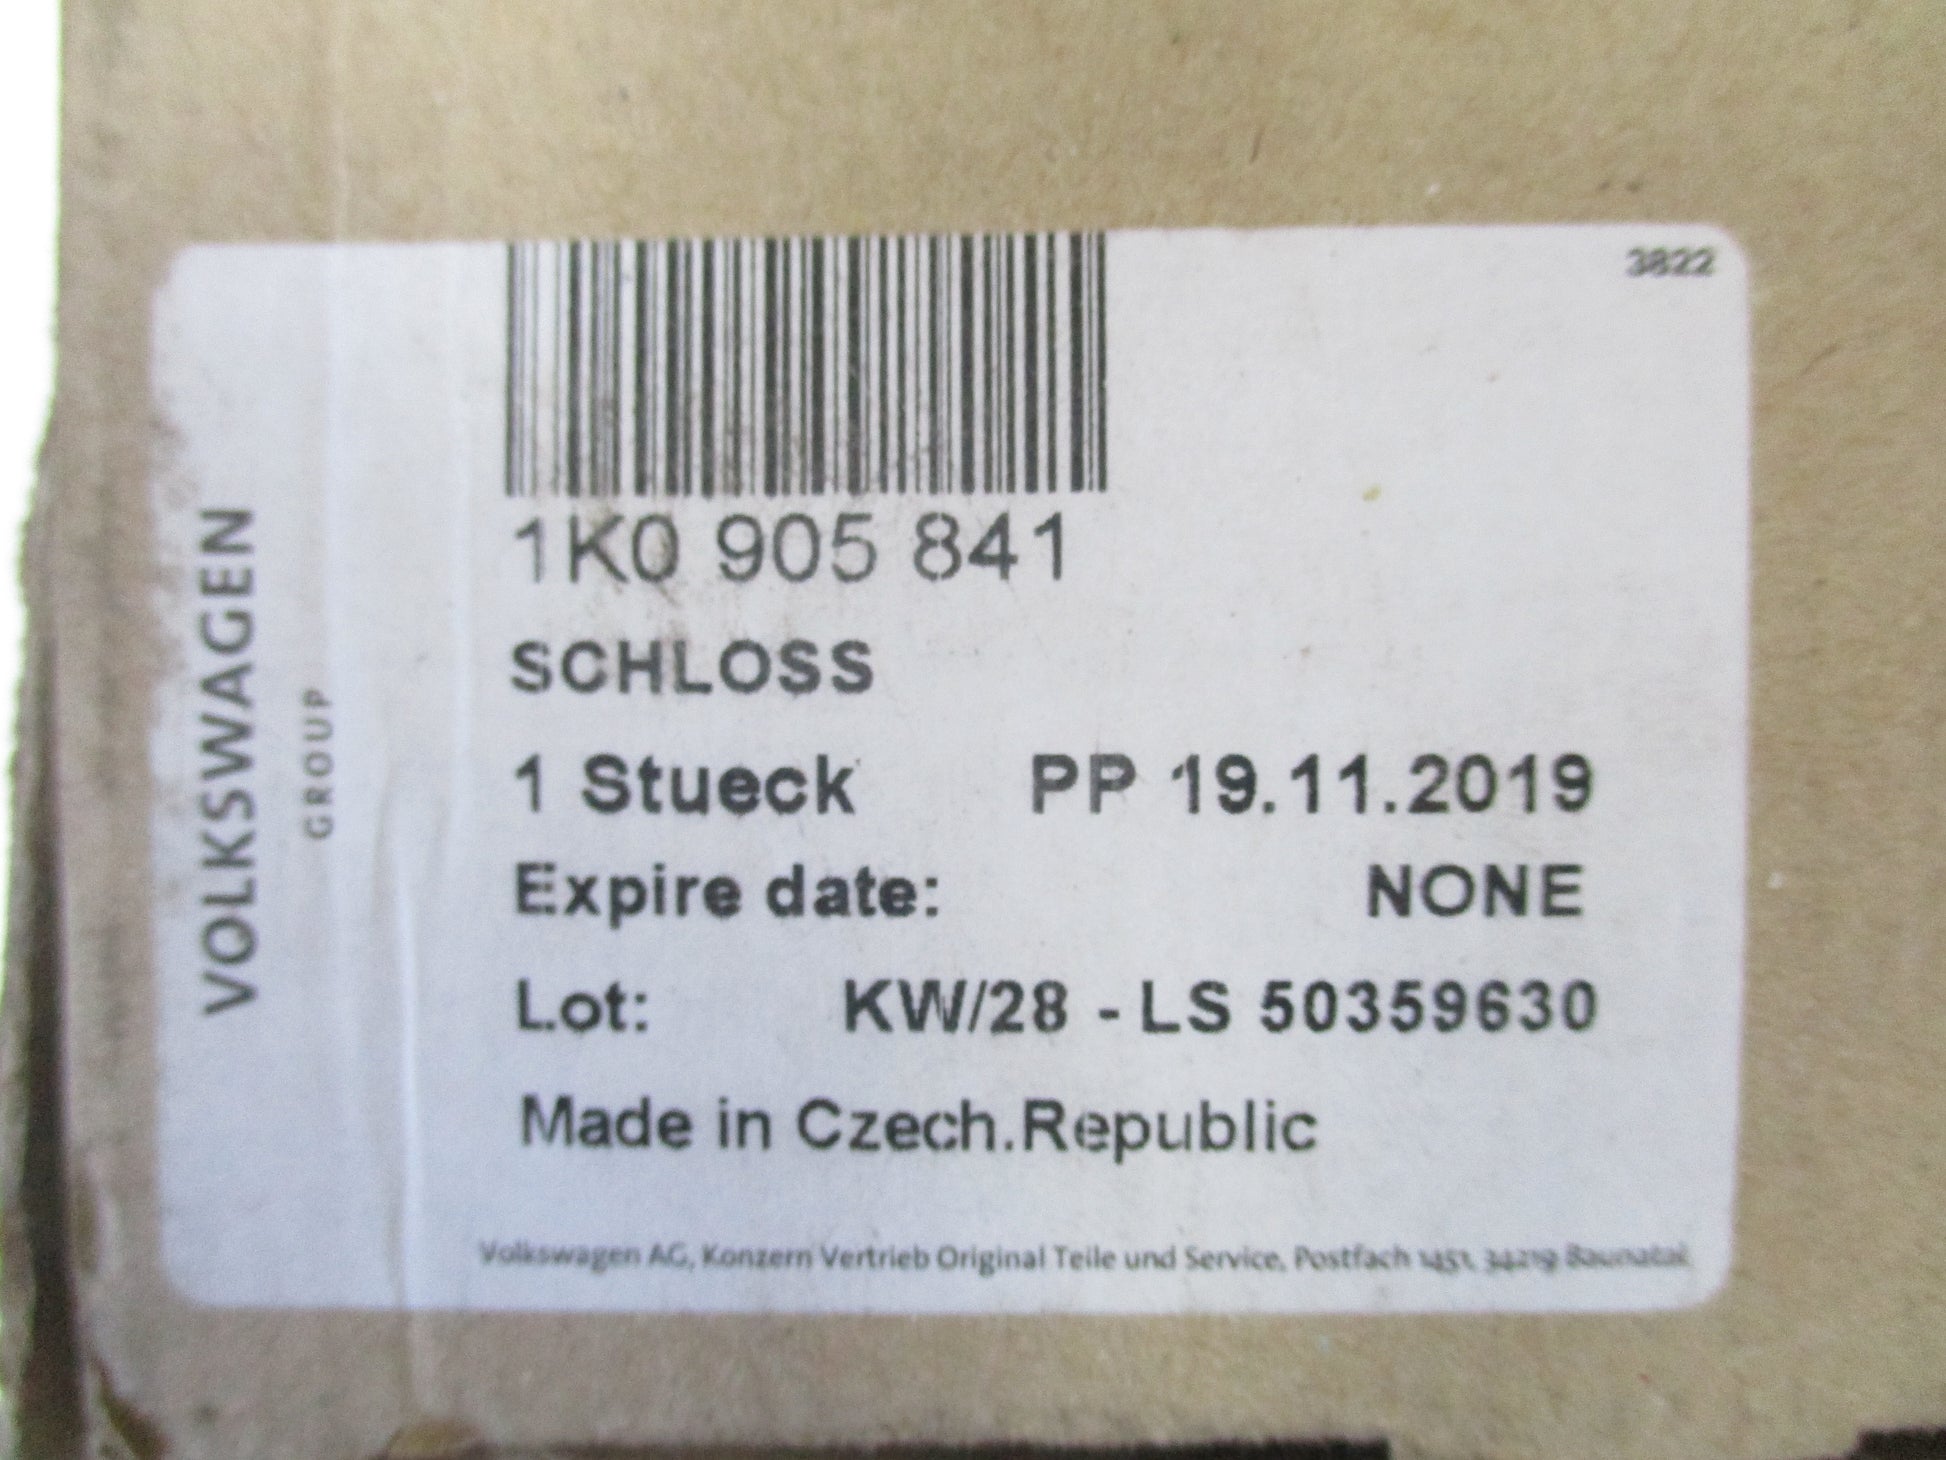 3822
1K0 905 841
SCHLOSS
1 Stueck PP 19.11.2019
Expire date: NONE
Lot: KW/28 - LS 50359630
Made in Czech.Republic
Volkswagen AG, Konzern Vertrieb Original Teile und Service, Postfach 1451, 34219 Baunatal
VOLKSWAGEN
GROUP